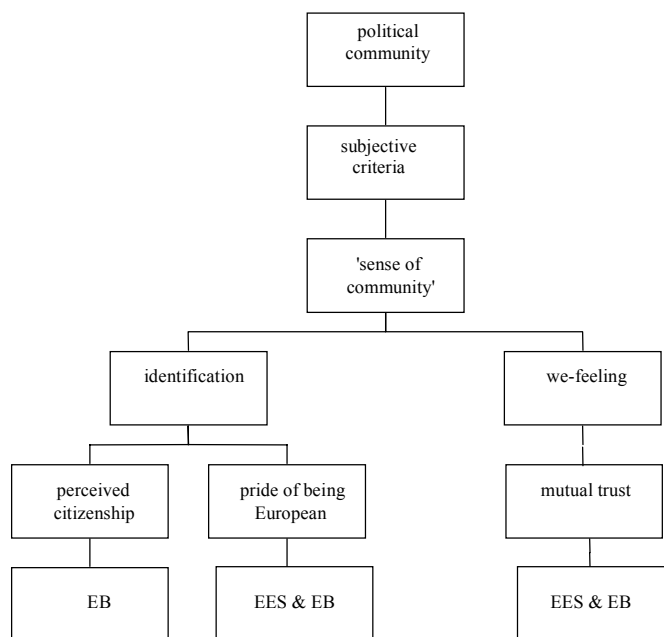 political
community
subjective
criteria
'sense of
community'
identification
we-feeling
perceived
citizenship
pride of being
European
mutual trust
EB
EES & EB
EES & EB